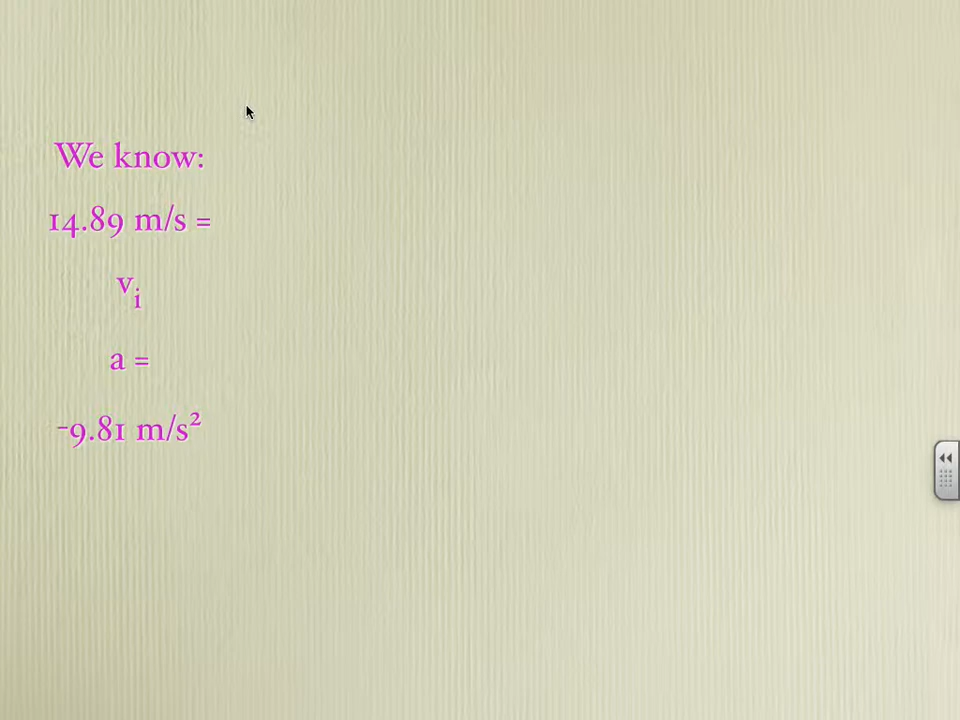 We know:
14.89 m/s =
vᵢ
a =
-9.81 m/s²